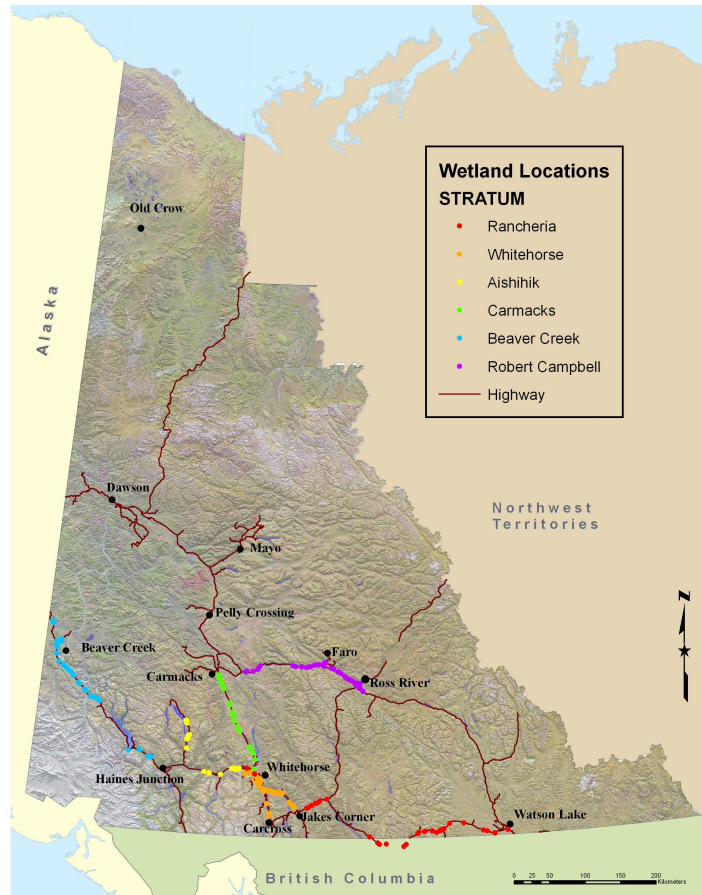 Old Crow
Alaska
Wetland Locations
STRATUM
Rancheria
Whitehorse
Aishihik
Carmacks
Beaver Creek
Robert Campbell
Highway
Dawson
Northwest
Territories
Mayo
Pelly Crossing
Beaver Creek
Faro
Carmacks
Ross River
N
Haines Junction
Whitehorse
Jakes Corner
Watson Lake
Carcross
British Columbia
0 25 50 100 150 200
Kilometers